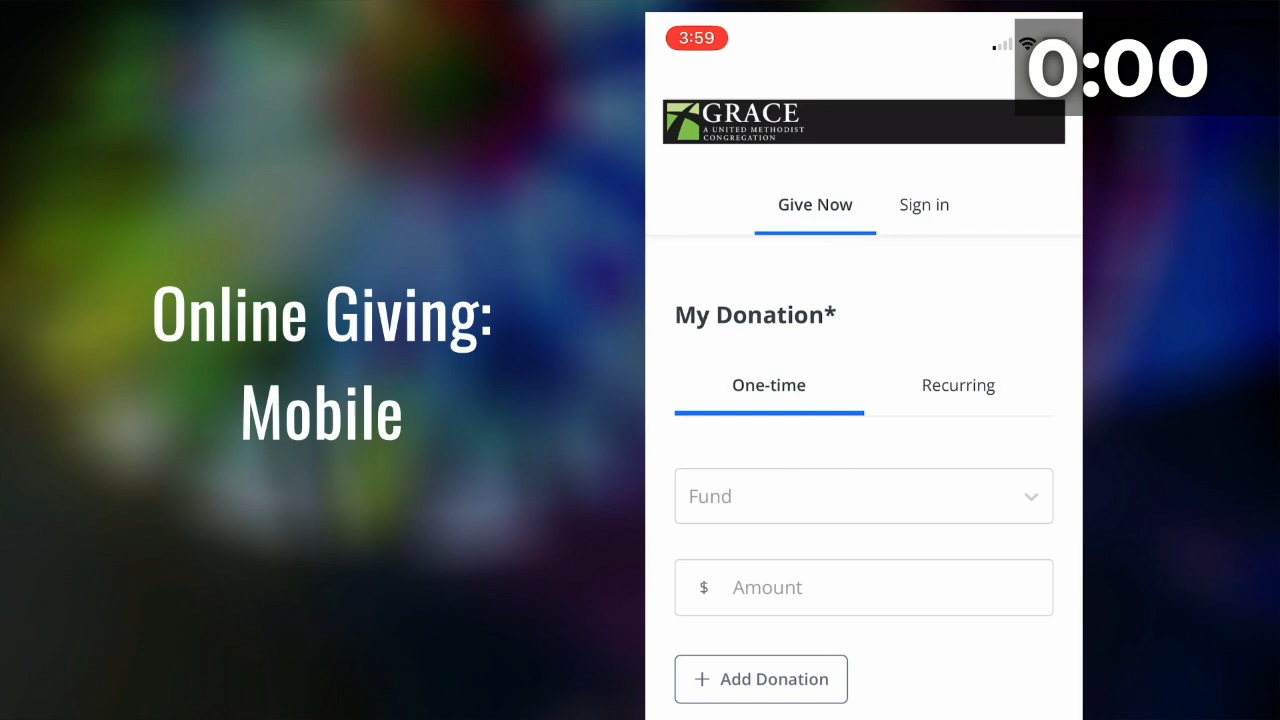 Online Giving:
Mobile
3:59
0:00
GRACE
A UNITED METHODIST
CONGREGATION
Give Now
Sign in
My Donation*
One-time
Recurring
Fund
$ Amount
+ Add Donation